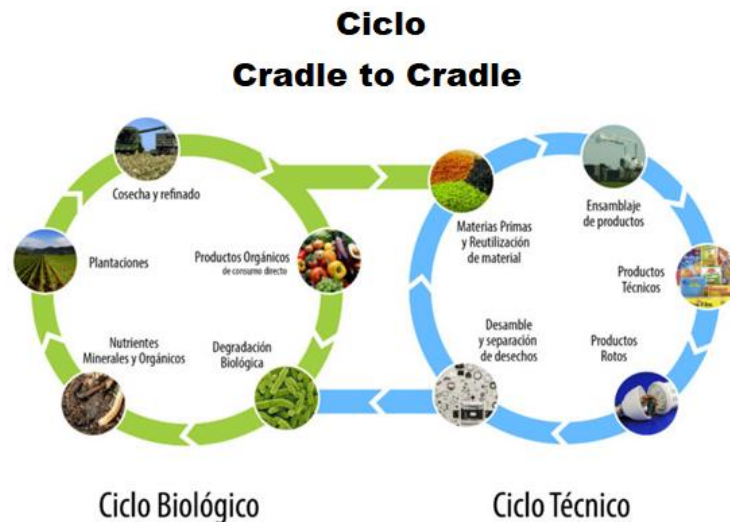 Ciclo
Cradle to Cradle
Cosecha y refinado
Plantaciones
Productos Orgánicos
de consumo directo
Nutrientes
Minerales y Orgánicos
Degradación
Biológica
Materias Primas
y Reutilización
de material
Ensamblaje
de productos
Productos
Técnicos
Desamble
y separación
de desechos
Productos
Rotos
Ciclo Biológico
Ciclo Técnico